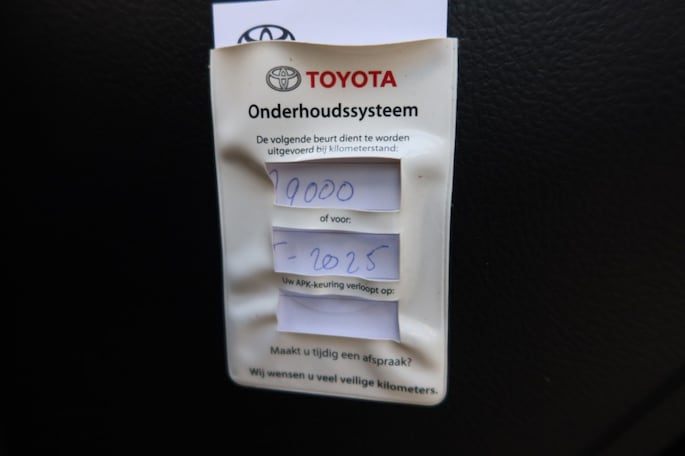 TOYOTA
Onderhoudssysteem
De volgende beurt dient te worden
uitgevoerd bij kilometerstand:
9000
of voor:
- 2025
Uw APK-keuring verloopt op:
Maakt u tijdig een afspraak?
Wij wensen u veel veilige kilometers.